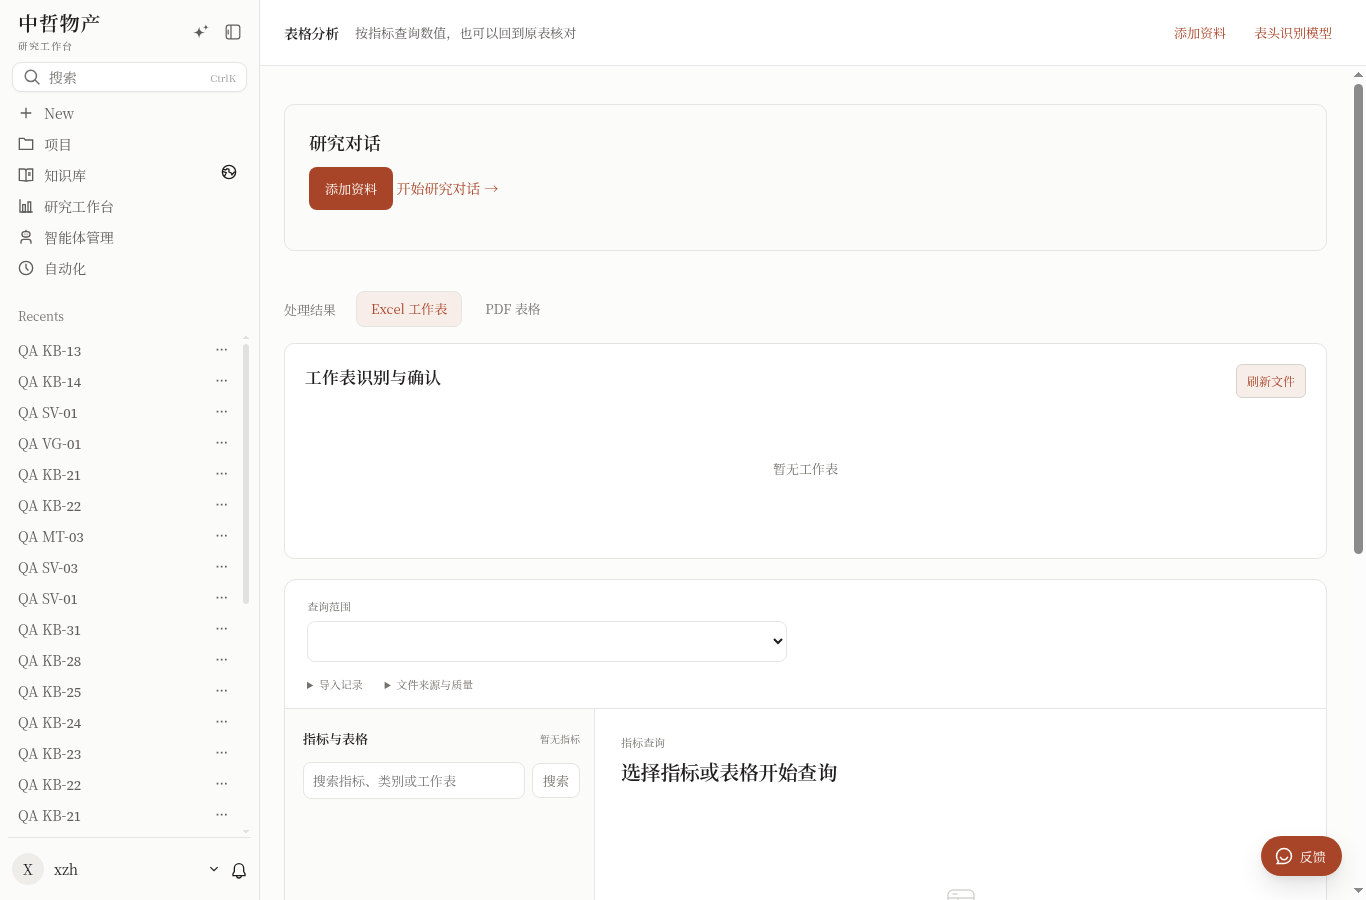 中哲物产
研究工作台
搜索 CtrlK
New
项目
知识库
研究工作台
智能体管理
自动化
Recents
QA KB-13
QA KB-14
QA SV-01
QA VG-01
QA KB-21
QA KB-22
QA MT-03
QA SV-03
QA SV-01
QA KB-31
QA KB-28
QA KB-25
QA KB-24
QA KB-23
QA KB-22
QA KB-21
X xzh
表格分析 按指标查询数值，也可以回到原表核对 添加资料 表头识别模型
研究对话
添加资料 开始研究对话 →
处理结果 Excel 工作表 PDF 表格
工作表识别与确认 刷新文件
暂无工作表
查询范围
导入记录 文件来源与质量
指标与表格 暂无指标
搜索指标、类别或工作表 搜索
指标查询
选择指标或表格开始查询
反馈